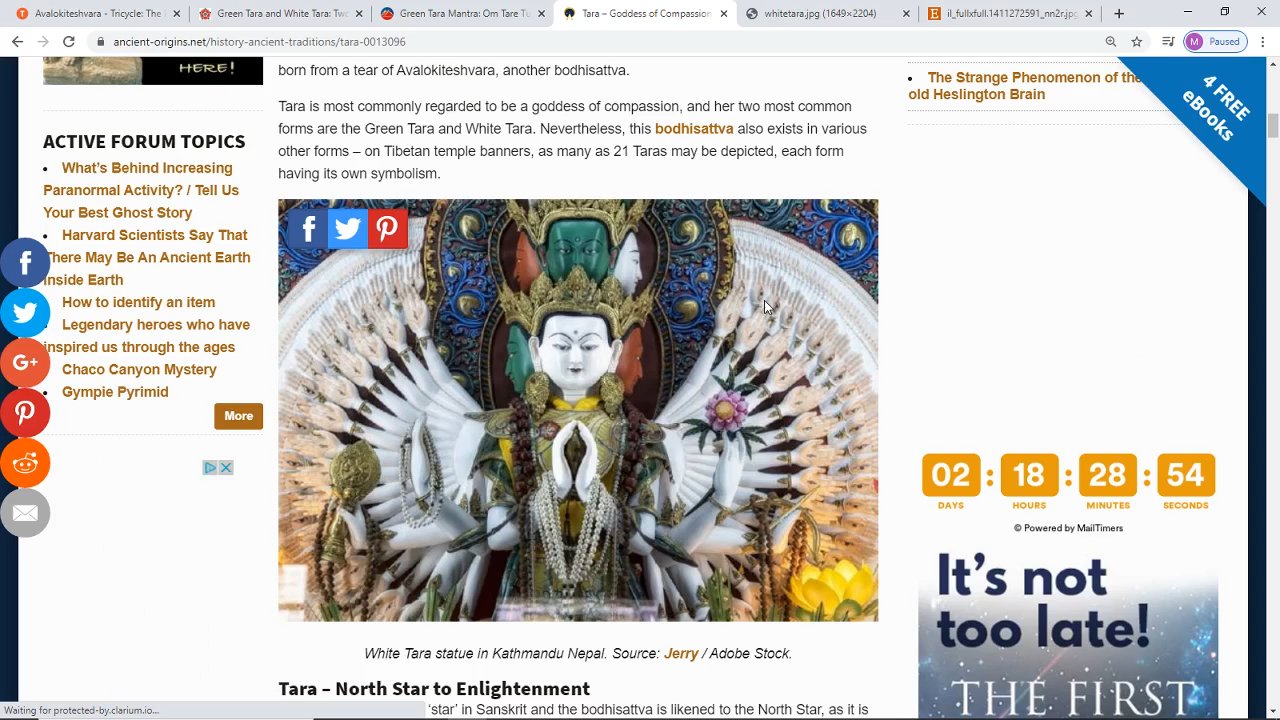 Avalokiteshvara
Green Tara and White Tara: Two
Green Tara Mantra: Om Tare Tu
Tara – Goddess of Compassion
whitetara.jpg (1649×2204)
il_fullxfull.1411272591_nn2r.jpg
ancient-origins.net/history-ancient-traditions/tara-0013096
M Paused
HERE!
ACTIVE FORUM TOPICS
What's Behind Increasing
Paranormal Activity? / Tell Us
Your Best Ghost Story
Harvard Scientists Say That
There May Be An Ancient Earth
Inside Earth
How to identify an item
Legendary heroes who have
inspired us through the ages
Chaco Canyon Mystery
Gympie Pyrimid
More
born from a tear of Avalokiteshvara, another bodhisattva.
Tara is most commonly regarded to be a goddess of compassion, and her two most common
forms are the Green Tara and White Tara. Nevertheless, this bodhisattva also exists in various
other forms – on Tibetan temple banners, as many as 21 Taras may be depicted, each form
having its own symbolism.
White Tara statue in Kathmandu Nepal. Source: Jerry / Adobe Stock.
Tara – North Star to Enlightenment
'star' in Sanskrit and the bodhisattva is likened to the North Star, as it is
The Strange Phenomenon of the
old Heslington Brain
4 FREE
eBooks
02 : 18 : 28 : 54
DAYS HOURS MINUTES SECONDS
© Powered by MailTimers
It's not
too late!
THE FIRST
Waiting for protected-by.clarium.io...